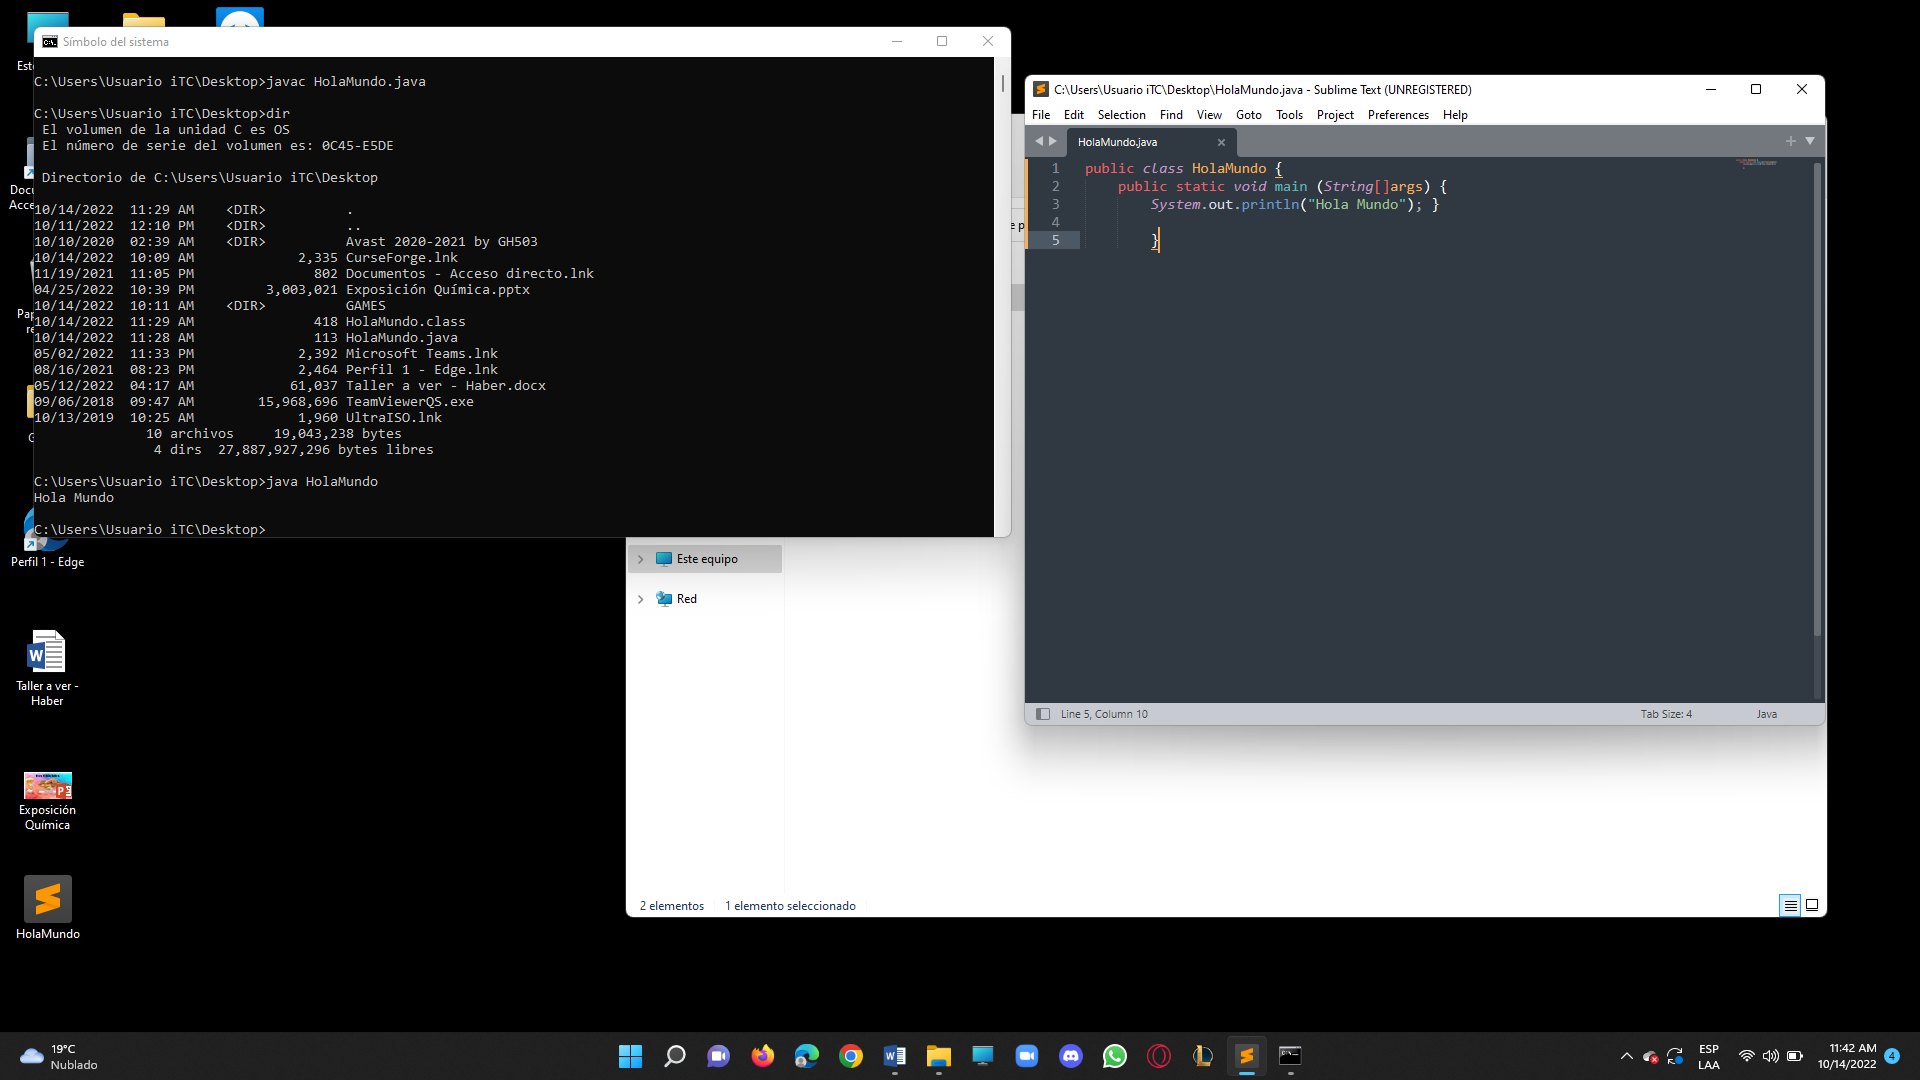 Símbolo del sistema
C:\Users\Usuario iTC\Desktop>javac HolaMundo.java
C:\Users\Usuario iTC\Desktop>dir
El volumen de la unidad C es OS
El número de serie del volumen es: 0C45-E5DE
Directorio de C:\Users\Usuario iTC\Desktop
10/14/2022  11:29 AM    <DIR>          .
10/11/2022  12:10 PM    <DIR>          ..
10/10/2020  02:39 AM    <DIR>          Avast 2020-2021 by GH503
10/14/2022  10:09 AM             2,335 CurseForge.lnk
11/19/2021  11:05 PM               802 Documentos - Acceso directo.lnk
04/25/2022  10:39 PM         3,003,021 Exposición Química.pptx
10/14/2022  10:11 AM    <DIR>          GAMES
10/14/2022  11:29 AM               418 HolaMundo.class
10/14/2022  11:28 AM               113 HolaMundo.java
05/02/2022  11:33 PM             2,392 Microsoft Teams.lnk
08/16/2021  08:23 PM             2,464 Perfil 1 - Edge.lnk
05/12/2022  04:17 AM            61,037 Taller a ver - Haber.docx
09/06/2018  09:47 AM        15,968,696 TeamViewerQS.exe
10/13/2019  10:25 AM             1,960 UltraISO.lnk
10 archivos     19,043,238 bytes
4 dirs  27,887,927,296 bytes libres
C:\Users\Usuario iTC\Desktop>java HolaMundo
Hola Mundo
C:\Users\Usuario iTC\Desktop>
C:\Users\Usuario iTC\Desktop\HolaMundo.java - Sublime Text (UNREGISTERED)
File Edit Selection Find View Goto Tools Project Preferences Help
HolaMundo.java
1 public class HolaMundo {
2 public static void main (String[]args) {
3 System.out.println("Hola Mundo"); }
4
5 }
Line 5, Column 10
Tab Size: 4
Java
Este equipo
Red
2 elementos
1 elemento seleccionado
Perfil 1 - Edge
Taller a ver -
Haber
Exposición
Química
HolaMundo
19°C
Nublado
ESP
LAA
11:42 AM
10/14/2022
4